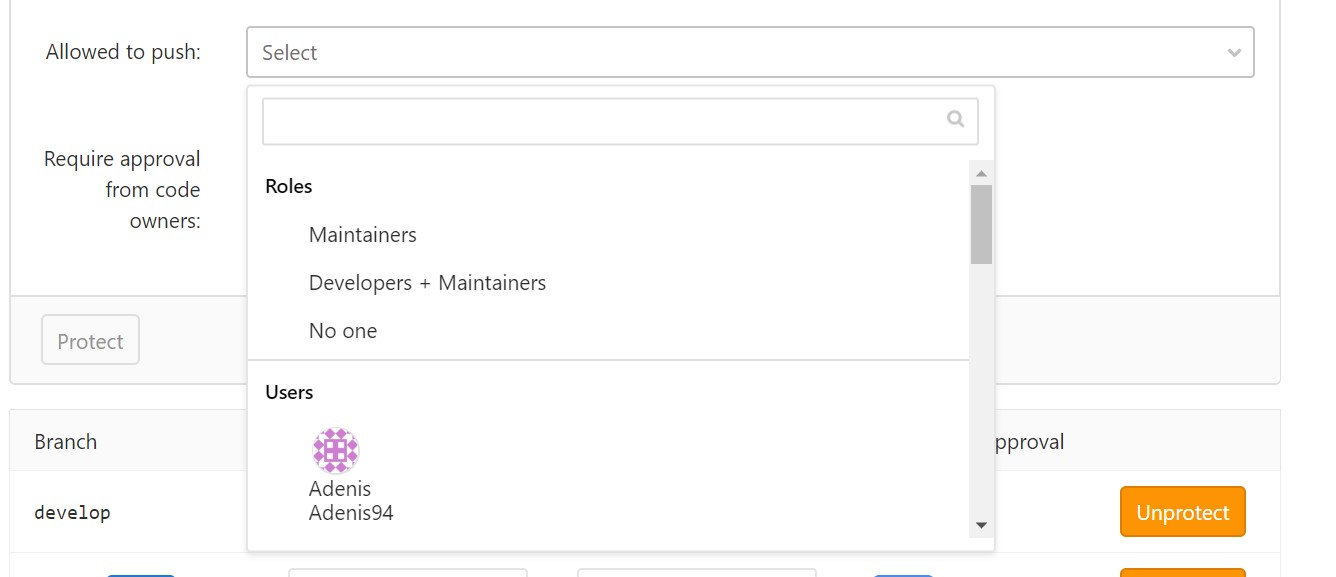 Allowed to push:
Select
Require approval
from code
owners:
Roles
Maintainers
Developers + Maintainers
No one
Protect
Users
Adenis
Adenis94
Branch
pproval
develop
Unprotect